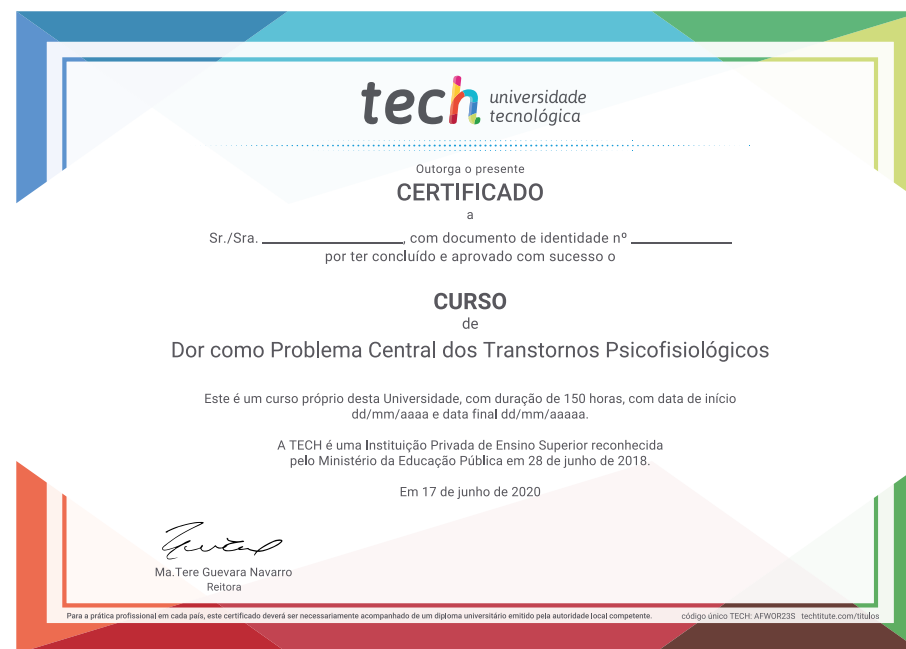 tech universidade
tecnológica
Outorga o presente
CERTIFICADO
a
Sr./Sra. ________________, com documento de identidade nº ____________
por ter concluído e aprovado com sucesso o
CURSO
de
Dor como Problema Central dos Transtornos Psicofisiológicos
Este é um curso próprio desta Universidade, com duração de 150 horas, com data de início
dd/mm/aaaa e data final dd/mm/aaaaa.
A TECH é uma Instituição Privada de Ensino Superior reconhecida
pelo Ministério da Educação Pública em 28 de junho de 2018.
Em 17 de junho de 2020
Ma.Tere Guevara Navarro
Reitora
Para a prática profissional em cada país, este certificado deverá ser necessariamente acompanhado de um diploma universitário emitido pela autoridade local competente. código único TECH: AFWOR23S techtitute.com/titulos